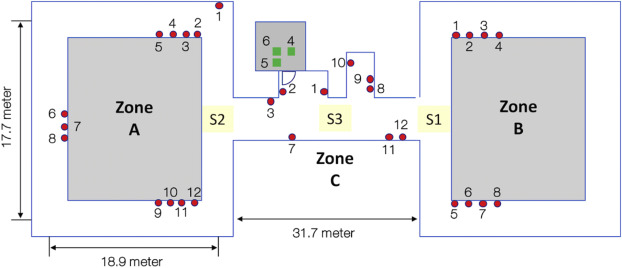 1
4 2
5 3
6 4
5
2 1
3
10
9
8
1 3
2 4
Zone
A
6
7
8
S2
S3
S1
Zone
B
7
Zone
C
12
11
10 12
9 11
6 8
5 7
17.7 meter
31.7 meter
18.9 meter